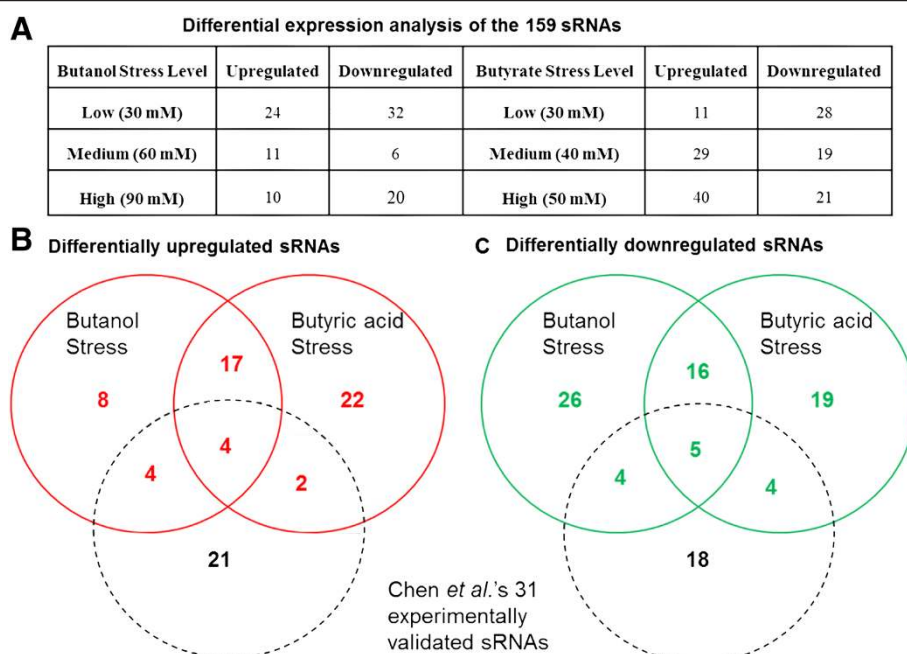 A
Differential expression analysis of the 159 sRNAs
Butanol Stress Level Upregulated Downregulated Butyrate Stress Level Upregulated Downregulated
Low (30 mM) 24 32 Low (30 mM) 11 28
Medium (60 mM) 11 6 Medium (40 mM) 29 19
High (90 mM) 10 20 High (50 mM) 40 21
B Differentially upregulated sRNAs
Butanol
Stress
Butyric acid
Stress
17
8
22
4
4
2
21
C Differentially downregulated sRNAs
Butanol
Stress
Butyric acid
Stress
16
26
19
5
4
4
18
Chen et al.'s 31
experimentally
validated sRNAs